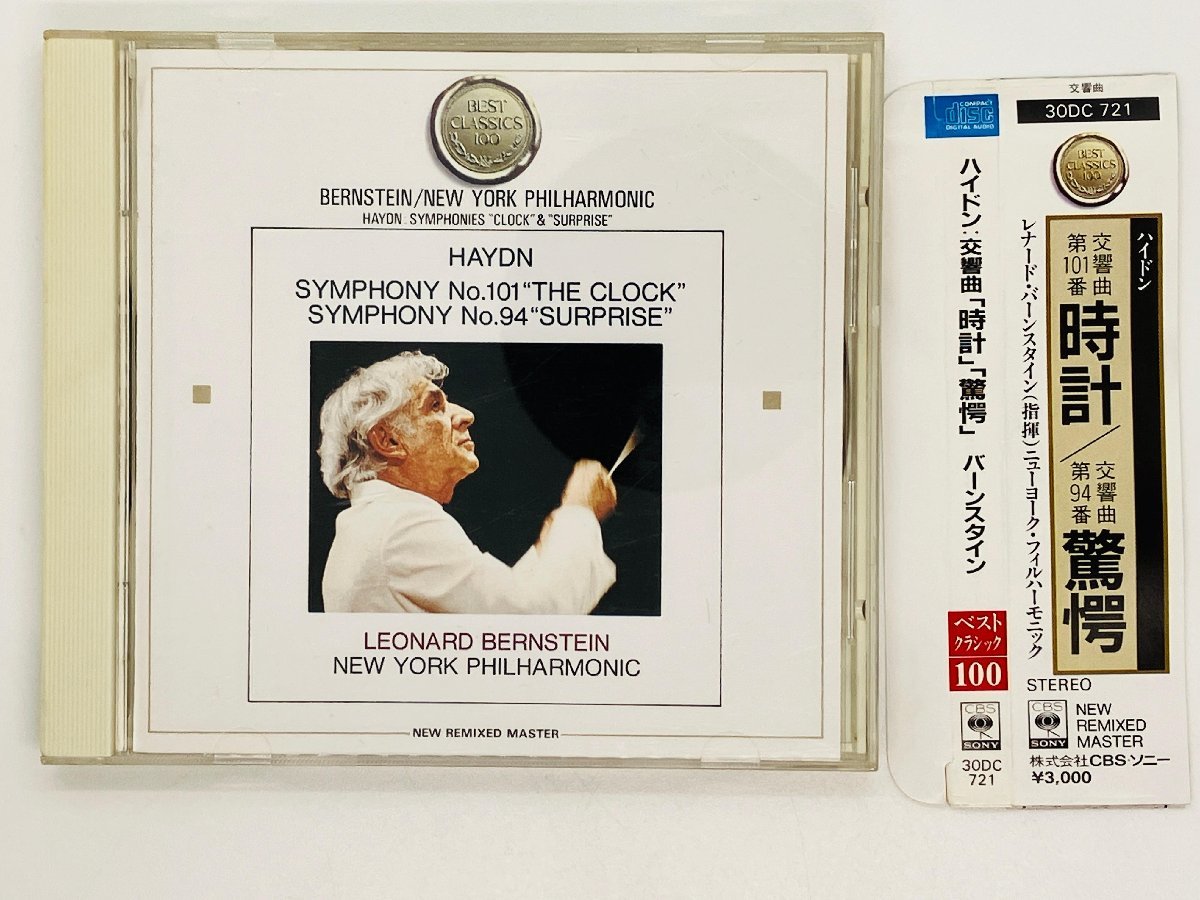 BEST
CLASSICS
100
BERNSTEIN/NEW YORK PHILHARMONIC
HAYDN: SYMPHONIES "CLOCK" & "SURPRISE"
HAYDN
SYMPHONY No.101 "THE CLOCK"
SYMPHONY No.94 "SURPRISE"
LEONARD BERNSTEIN
NEW YORK PHILHARMONIC
NEW REMIXED MASTER
COMPACT
disc
DIGITAL AUDIO
ハイドン:交響曲「時計」「驚愕」 バーンスタイン
ベスト
クラシック
100
CBS
SONY
30DC
721
交響曲
30DC 721
BEST
CLASSICS
100
ハイドン
交響曲
第101番
時計/
交響曲
第94番
驚愕
レナード・バーンスタイン(指揮)ニューヨーク・フィルハーモニック
STEREO
CBS
SONY
NEW
REMIXED
MASTER
株式会社CBS・ソニー
¥3,000